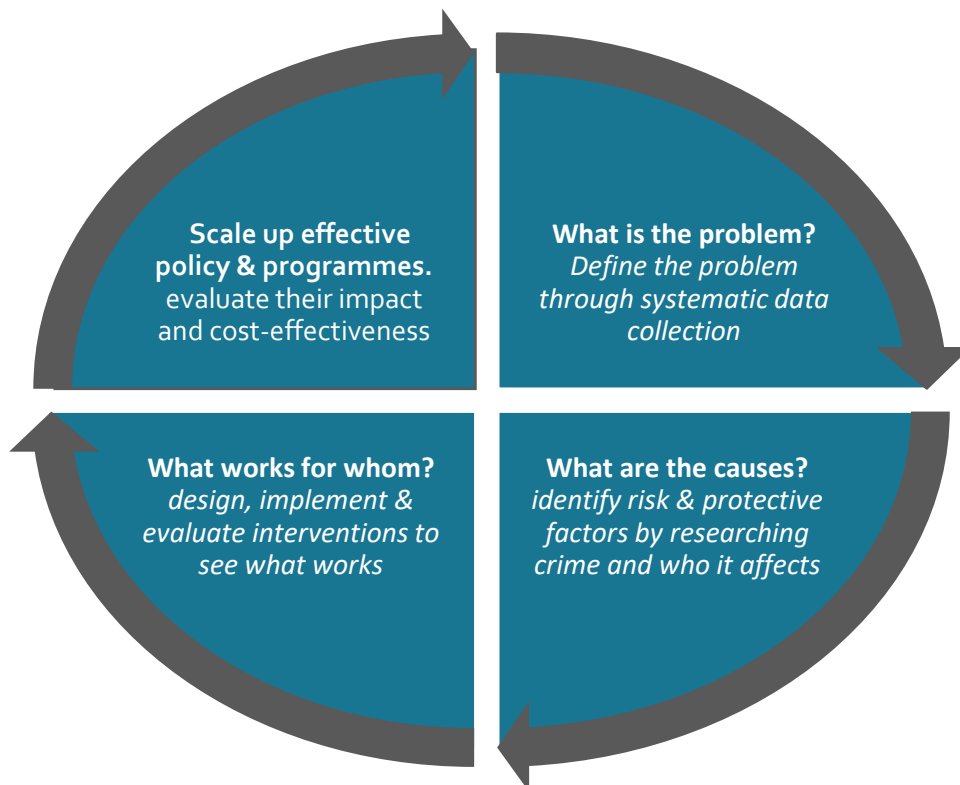 Scale up effective
policy & programmes.
evaluate their impact
and cost-effectiveness
What is the problem?
Define the problem
through systematic data
collection
What works for whom?
design, implement &
evaluate interventions to
see what works
What are the causes?
identify risk & protective
factors by researching
crime and who it affects